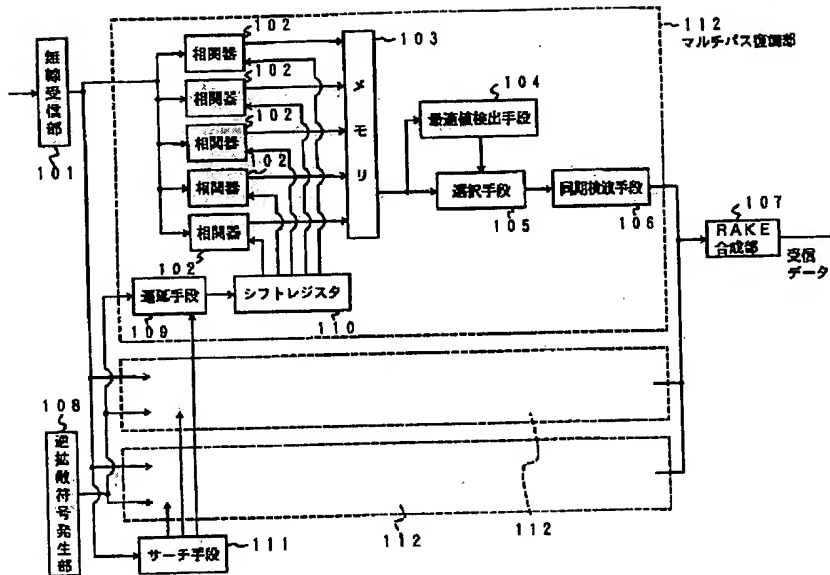 102
112
マルチパス復調部
相関器
103
無線受信部
102
相関器
104
102
最適値検出手段
相関器
メモリ
101
102
相関器
選択手段
同期検波手段
105
106
107
相関器
RAKE
合成部
102
受信
データ
遅延手段
シフトレジスタ
109
110
108
逆拡散符号発生部
112
サーチ手段
111
112